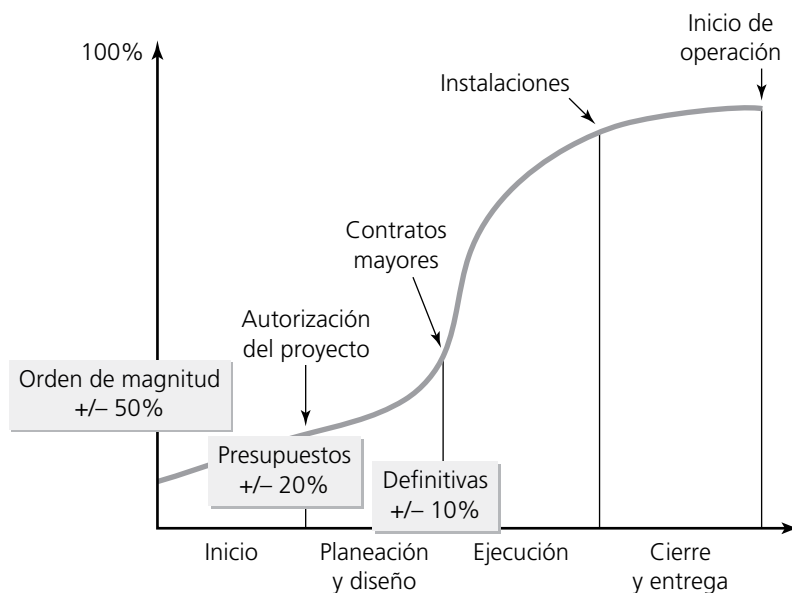 Inicio de
operación
100%
Instalaciones
Contratos
mayores
Autorización
del proyecto
Orden de magnitud
+/– 50%
Presupuestos
+/– 20%
Definitivas
+/– 10%
Inicio
Planeación
y diseño
Ejecución
Cierre
y entrega